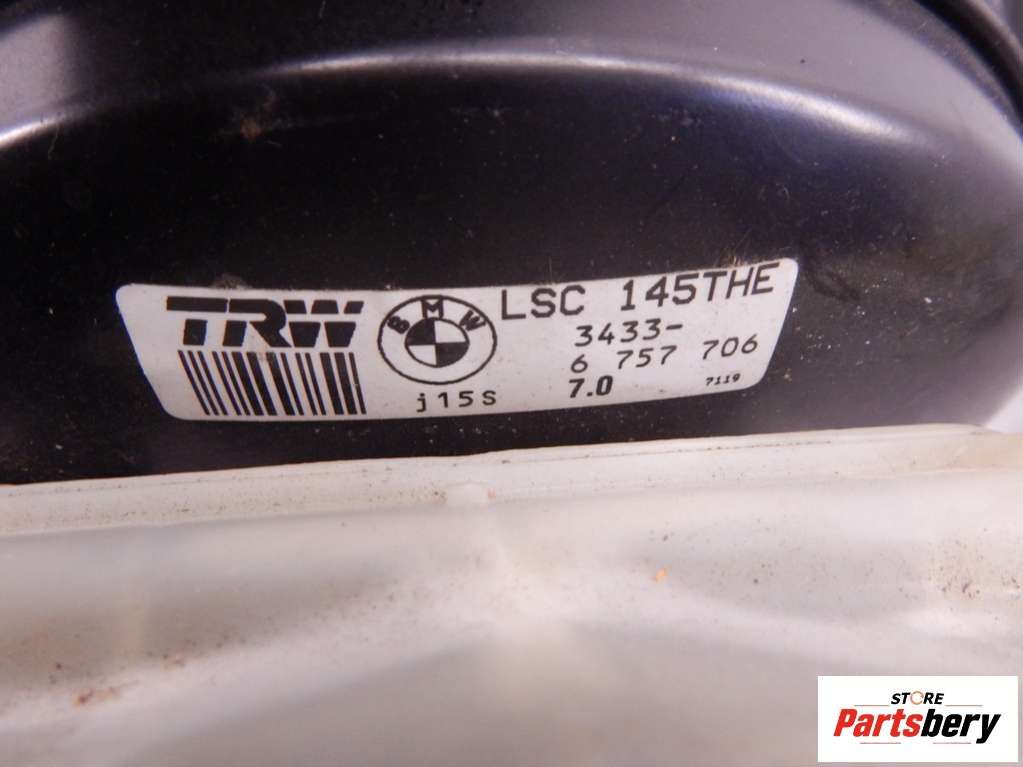 TRW
BMW
LSC 145THE
3433-
6 757 706
7.0
7119
j15S
STORE
Partsbery